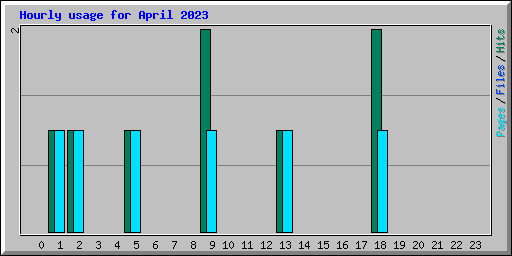 Hourly usage for April 2023
2
Pages/Files/Hits
0 1 2 3 4 5 6 7 8 9 10 11 12 13 14 15 16 17 18 19 20 21 22 23